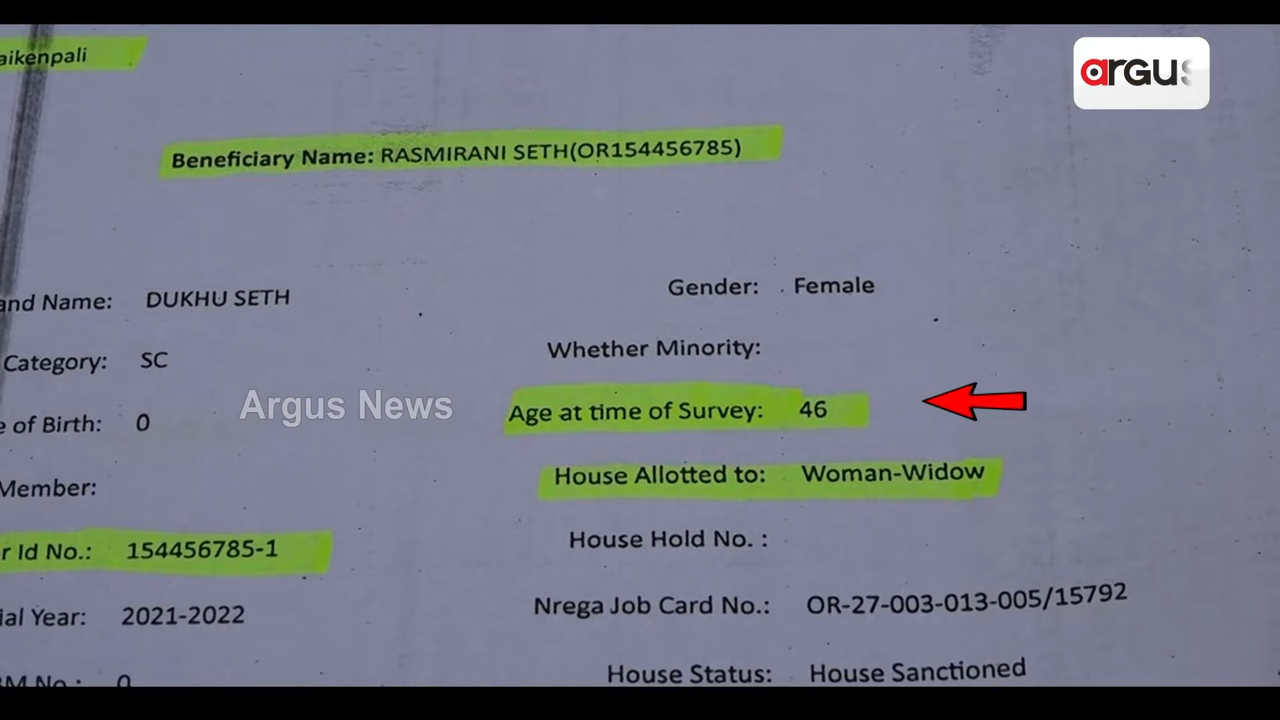 aikenpali
argus
Beneficiary Name: RASMIRANI SETH(OR154456785)
and Name: DUKHU SETH
Gender: Female
Category: SC
Whether Minority:
Argus News
e of Birth: 0
Age at time of Survey: 46
Member:
House Allotted to: Woman-Widow
r Id No.: 154456785-1
House Hold No. :
ial Year: 2021-2022
Nrega Job Card No.: OR-27-003-013-005/15792
House Status: House Sanctioned
No.: 0